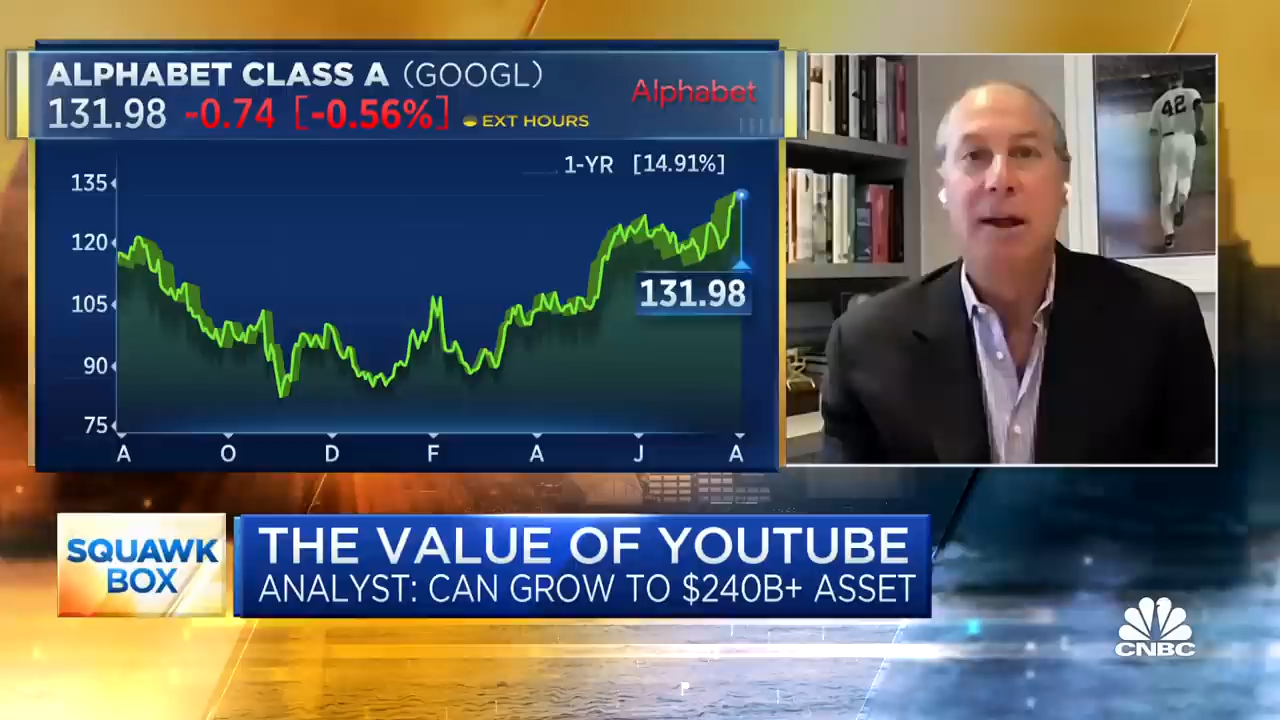 ALPHABET CLASS A (GOOGL)
131.98 -0.74 [-0.56%] EXT HOURS
Alphabet
1-YR [14.91%]
135
120
105
90
75
131.98
A O D F A J A
42
SQUAWK
BOX
THE VALUE OF YOUTUBE
ANALYST: CAN GROW TO $240B+ ASSET
CNBC